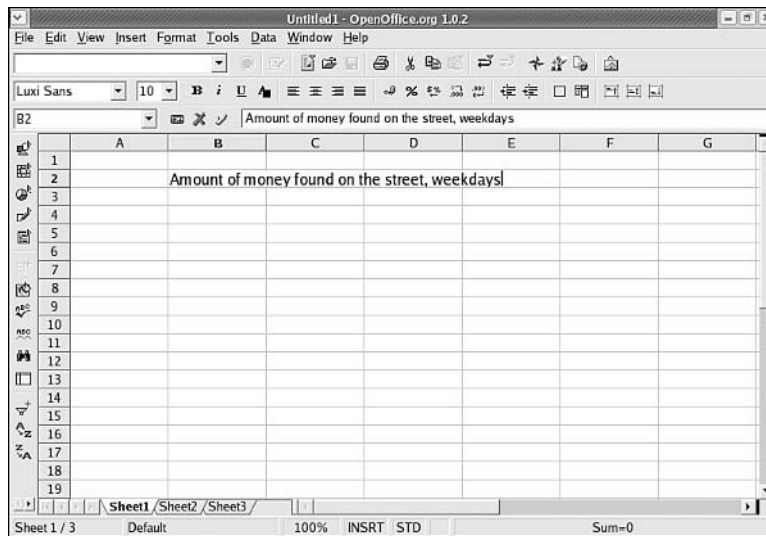 Untitled1 - OpenOffice.org 1.0.2
File Edit View Insert Format Tools Data Window Help
Luxi Sans 10 B i U A
B2 Amount of money found on the street, weekdays
A B C D E F G
1
2 Amount of money found on the street, weekdays
3
4
5
6
7
8
9
10
11
12
13
14
15
16
17
18
19
Sheet1 Sheet2 Sheet3
Sheet 1 / 3 Default 100% INSRT STD Sum=0